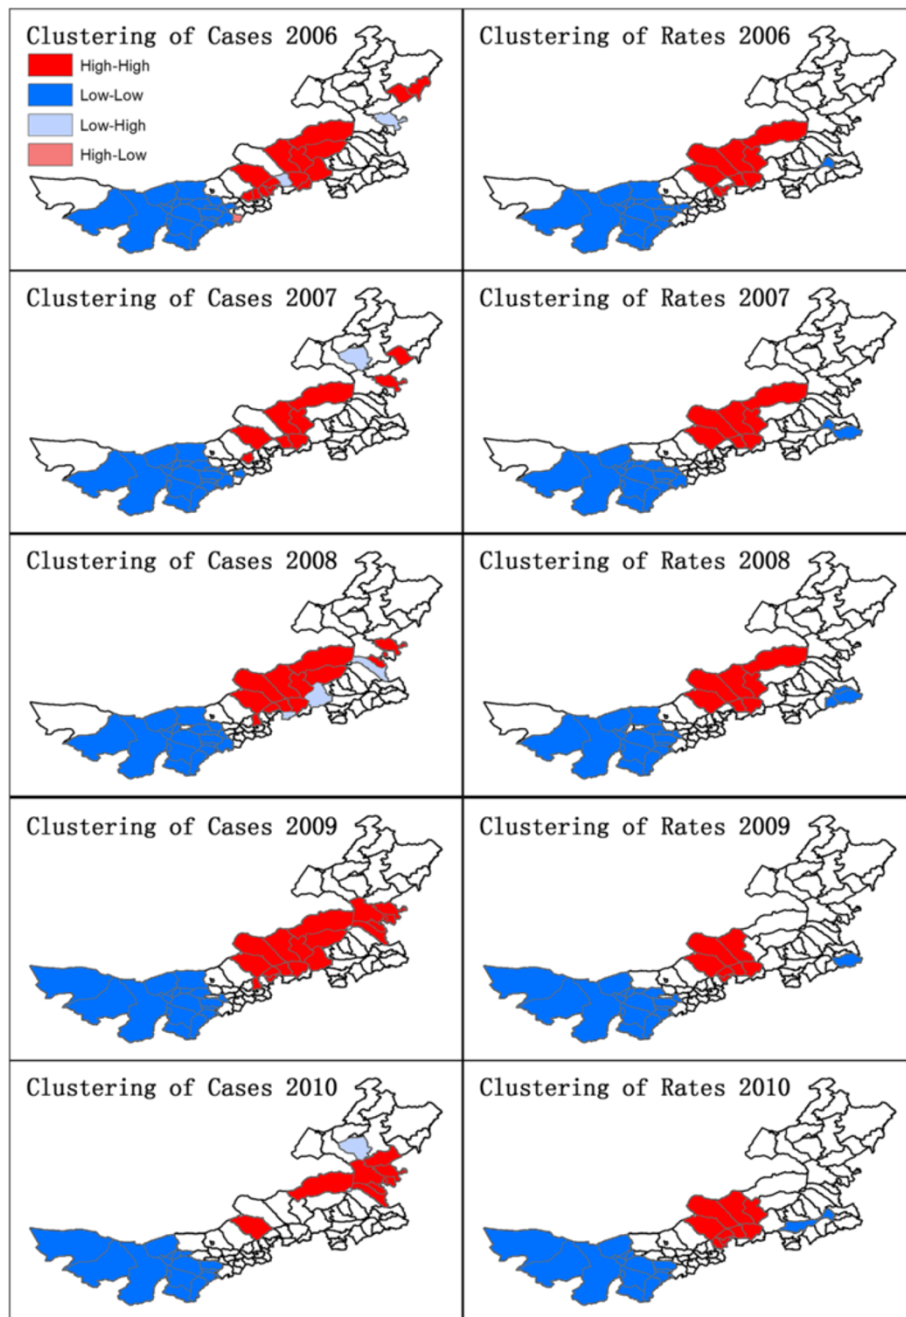 Clustering of Cases 2006
High-High
Low-Low
Low-High
High-Low
Clustering of Rates 2006
Clustering of Cases 2007
Clustering of Rates 2007
Clustering of Cases 2008
Clustering of Rates 2008
Clustering of Cases 2009
Clustering of Rates 2009
Clustering of Cases 2010
Clustering of Rates 2010